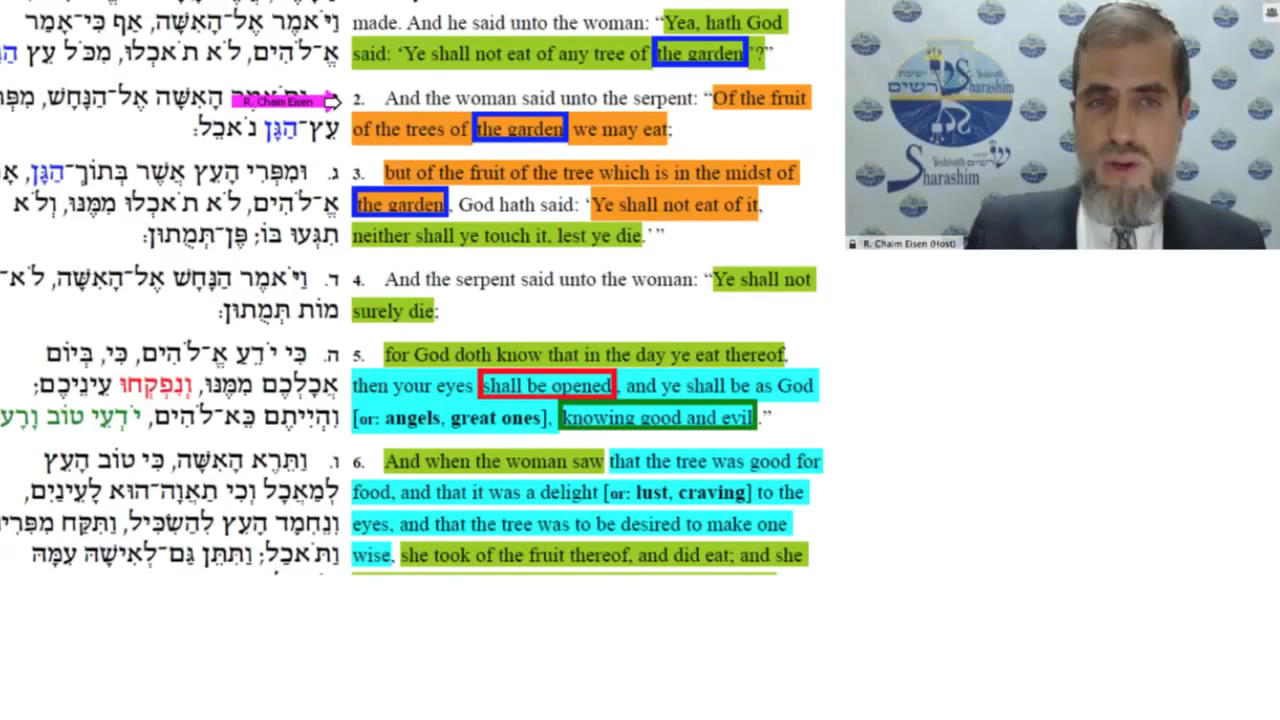 וַיֹּאמֶר אֶל־הָאִשָּׁה, אַף כִּי־אָמַר
אֱ־לֹהִים, לֹא תֹאכְלוּ, מִכֹּל עֵץ
הָאִשָּׁה אֶל־הַנָּחָשׁ,
עֵץ־הַגָּן נֹאכֵל:
ג. וּמִפְּרִי הָעֵץ אֲשֶׁר בְּתוֹךְ־הַגָּן,
אֱ־לֹהִים, לֹא תֹאכְלוּ מִמֶּנּוּ, וְלֹא
תִגְּעוּ בּוֹ; פֶּן־תְּמֻתוּן:
ד. וַיֹּאמֶר הַנָּחָשׁ אֶל־הָאִשָּׁה, לֹא־
מוֹת תְּמֻתוּן:
ה. כִּי יֹדֵעַ אֱ־לֹהִים, כִּי, בְּיוֹם
אֲכָלְכֶם מִמֶּנּוּ, וְנִפְקְחוּ עֵינֵיכֶם;
וִהְיִיתֶם כֵּא־לֹהִים, יֹדְעֵי טוֹב וָרָע
ו. וַתֵּרֶא הָאִשָּׁה, כִּי טוֹב הָעֵץ
לְמַאֲכָל וְכִי תַאֲוָה־הוּא לָעֵינַיִם,
וְנֶחְמָד הָעֵץ לְהַשְׂכִּיל, וַתִּקַּח
וַתֹּאכַל; וַתִּתֵּן גַּם־לְאִישָׁהּ עִמָּהּ
R. Chaim Eisen
made. And he said unto the woman: “Yea, hath God
said: ‘Ye shall not eat of any tree of the garden’?”
2. And the woman said unto the serpent: “Of the fruit
of the trees of the garden we may eat;
3. but of the fruit of the tree which is in the midst of
the garden, God hath said: ‘Ye shall not eat of it,
neither shall ye touch it, lest ye die.’”
4. And the serpent said unto the woman: “Ye shall not
surely die;
5. for God doth know that in the day ye eat thereof,
then your eyes shall be opened, and ye shall be as God
[or: angels, great ones], knowing good and evil.”
6. And when the woman saw that the tree was good for
food, and that it was a delight [or: lust, craving] to the
eyes, and that the tree was to be desired to make one
wise, she took of the fruit thereof, and did eat; and she
ישיבת
שרשים
Sharashim
Yeshivath
Sharashim
R. Chaim Eisen (Host)